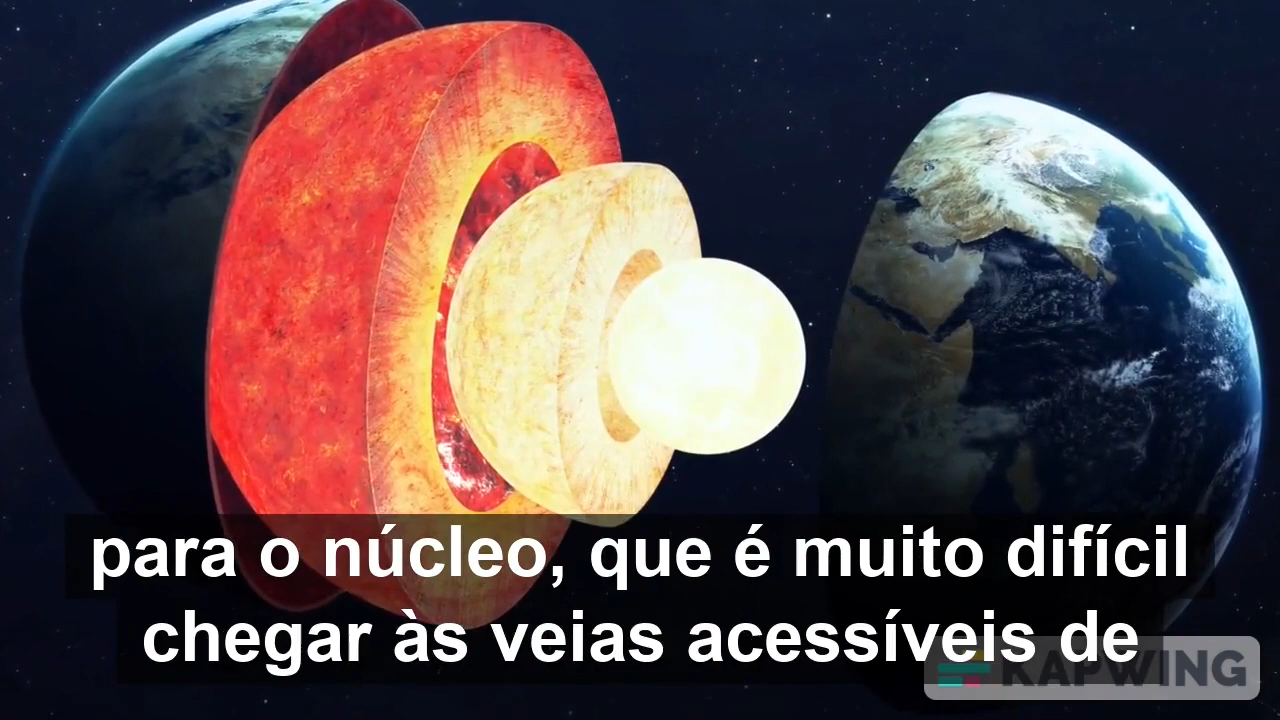 para o núcleo, que é muito difícil
chegar às veias acessíveis de
KAPWING